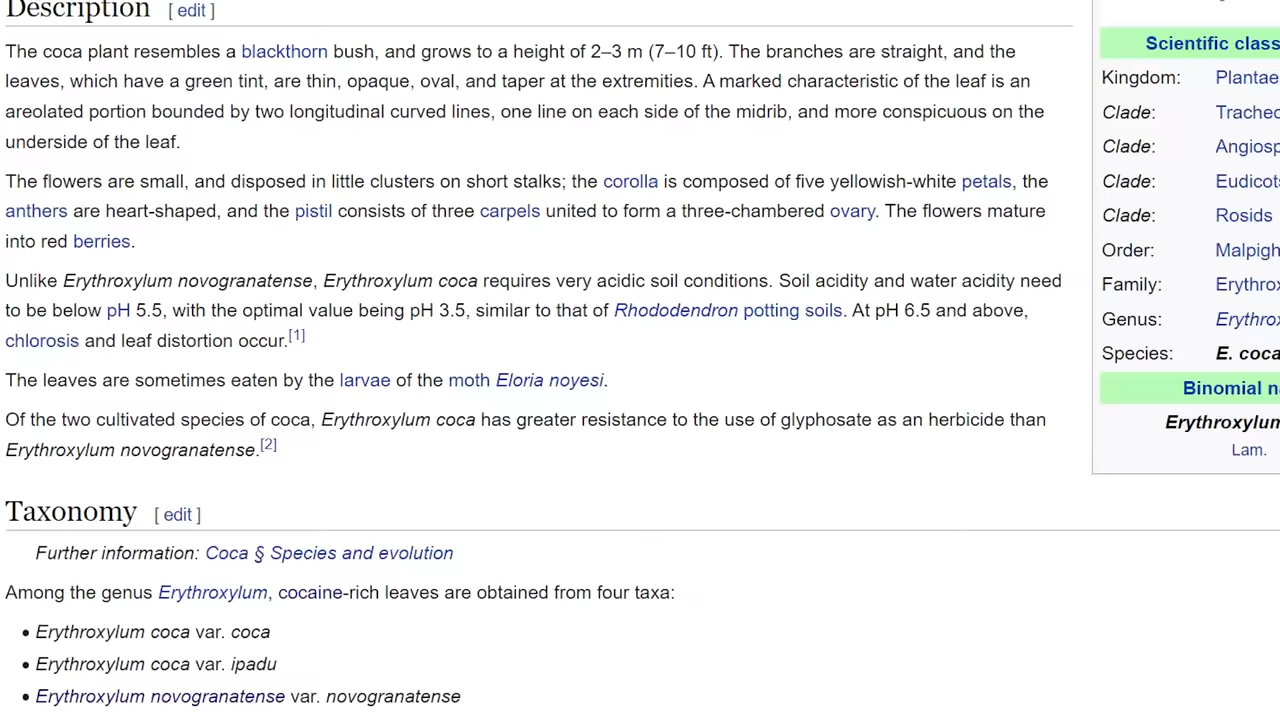 Description [ edit ]
The coca plant resembles a blackthorn bush, and grows to a height of 2–3 m (7–10 ft). The branches are straight, and the
leaves, which have a green tint, are thin, opaque, oval, and taper at the extremities. A marked characteristic of the leaf is an
areolated portion bounded by two longitudinal curved lines, one line on each side of the midrib, and more conspicuous on the
underside of the leaf.
The flowers are small, and disposed in little clusters on short stalks; the corolla is composed of five yellowish-white petals, the
anthers are heart-shaped, and the pistil consists of three carpels united to form a three-chambered ovary. The flowers mature
into red berries.
Unlike Erythroxylum novogranatense, Erythroxylum coca requires very acidic soil conditions. Soil acidity and water acidity need
to be below pH 5.5, with the optimal value being pH 3.5, similar to that of Rhododendron potting soils. At pH 6.5 and above,
chlorosis and leaf distortion occur.[1]
The leaves are sometimes eaten by the larvae of the moth Eloria noyesi.
Of the two cultivated species of coca, Erythroxylum coca has greater resistance to the use of glyphosate as an herbicide than
Erythroxylum novogranatense.[2]
Taxonomy [ edit ]
Further information: Coca § Species and evolution
Among the genus Erythroxylum, cocaine-rich leaves are obtained from four taxa:
• Erythroxylum coca var. coca
• Erythroxylum coca var. ipadu
• Erythroxylum novogranatense var. novogranatense
Scientific class
Kingdom: Plantae
Clade: Tracheo
Clade: Angiosp
Clade: Eudicots
Clade: Rosids
Order: Malpigh
Family: Erythrox
Genus: Erythrox
Species: E. coca
Binomial n
Erythroxylum
Lam.